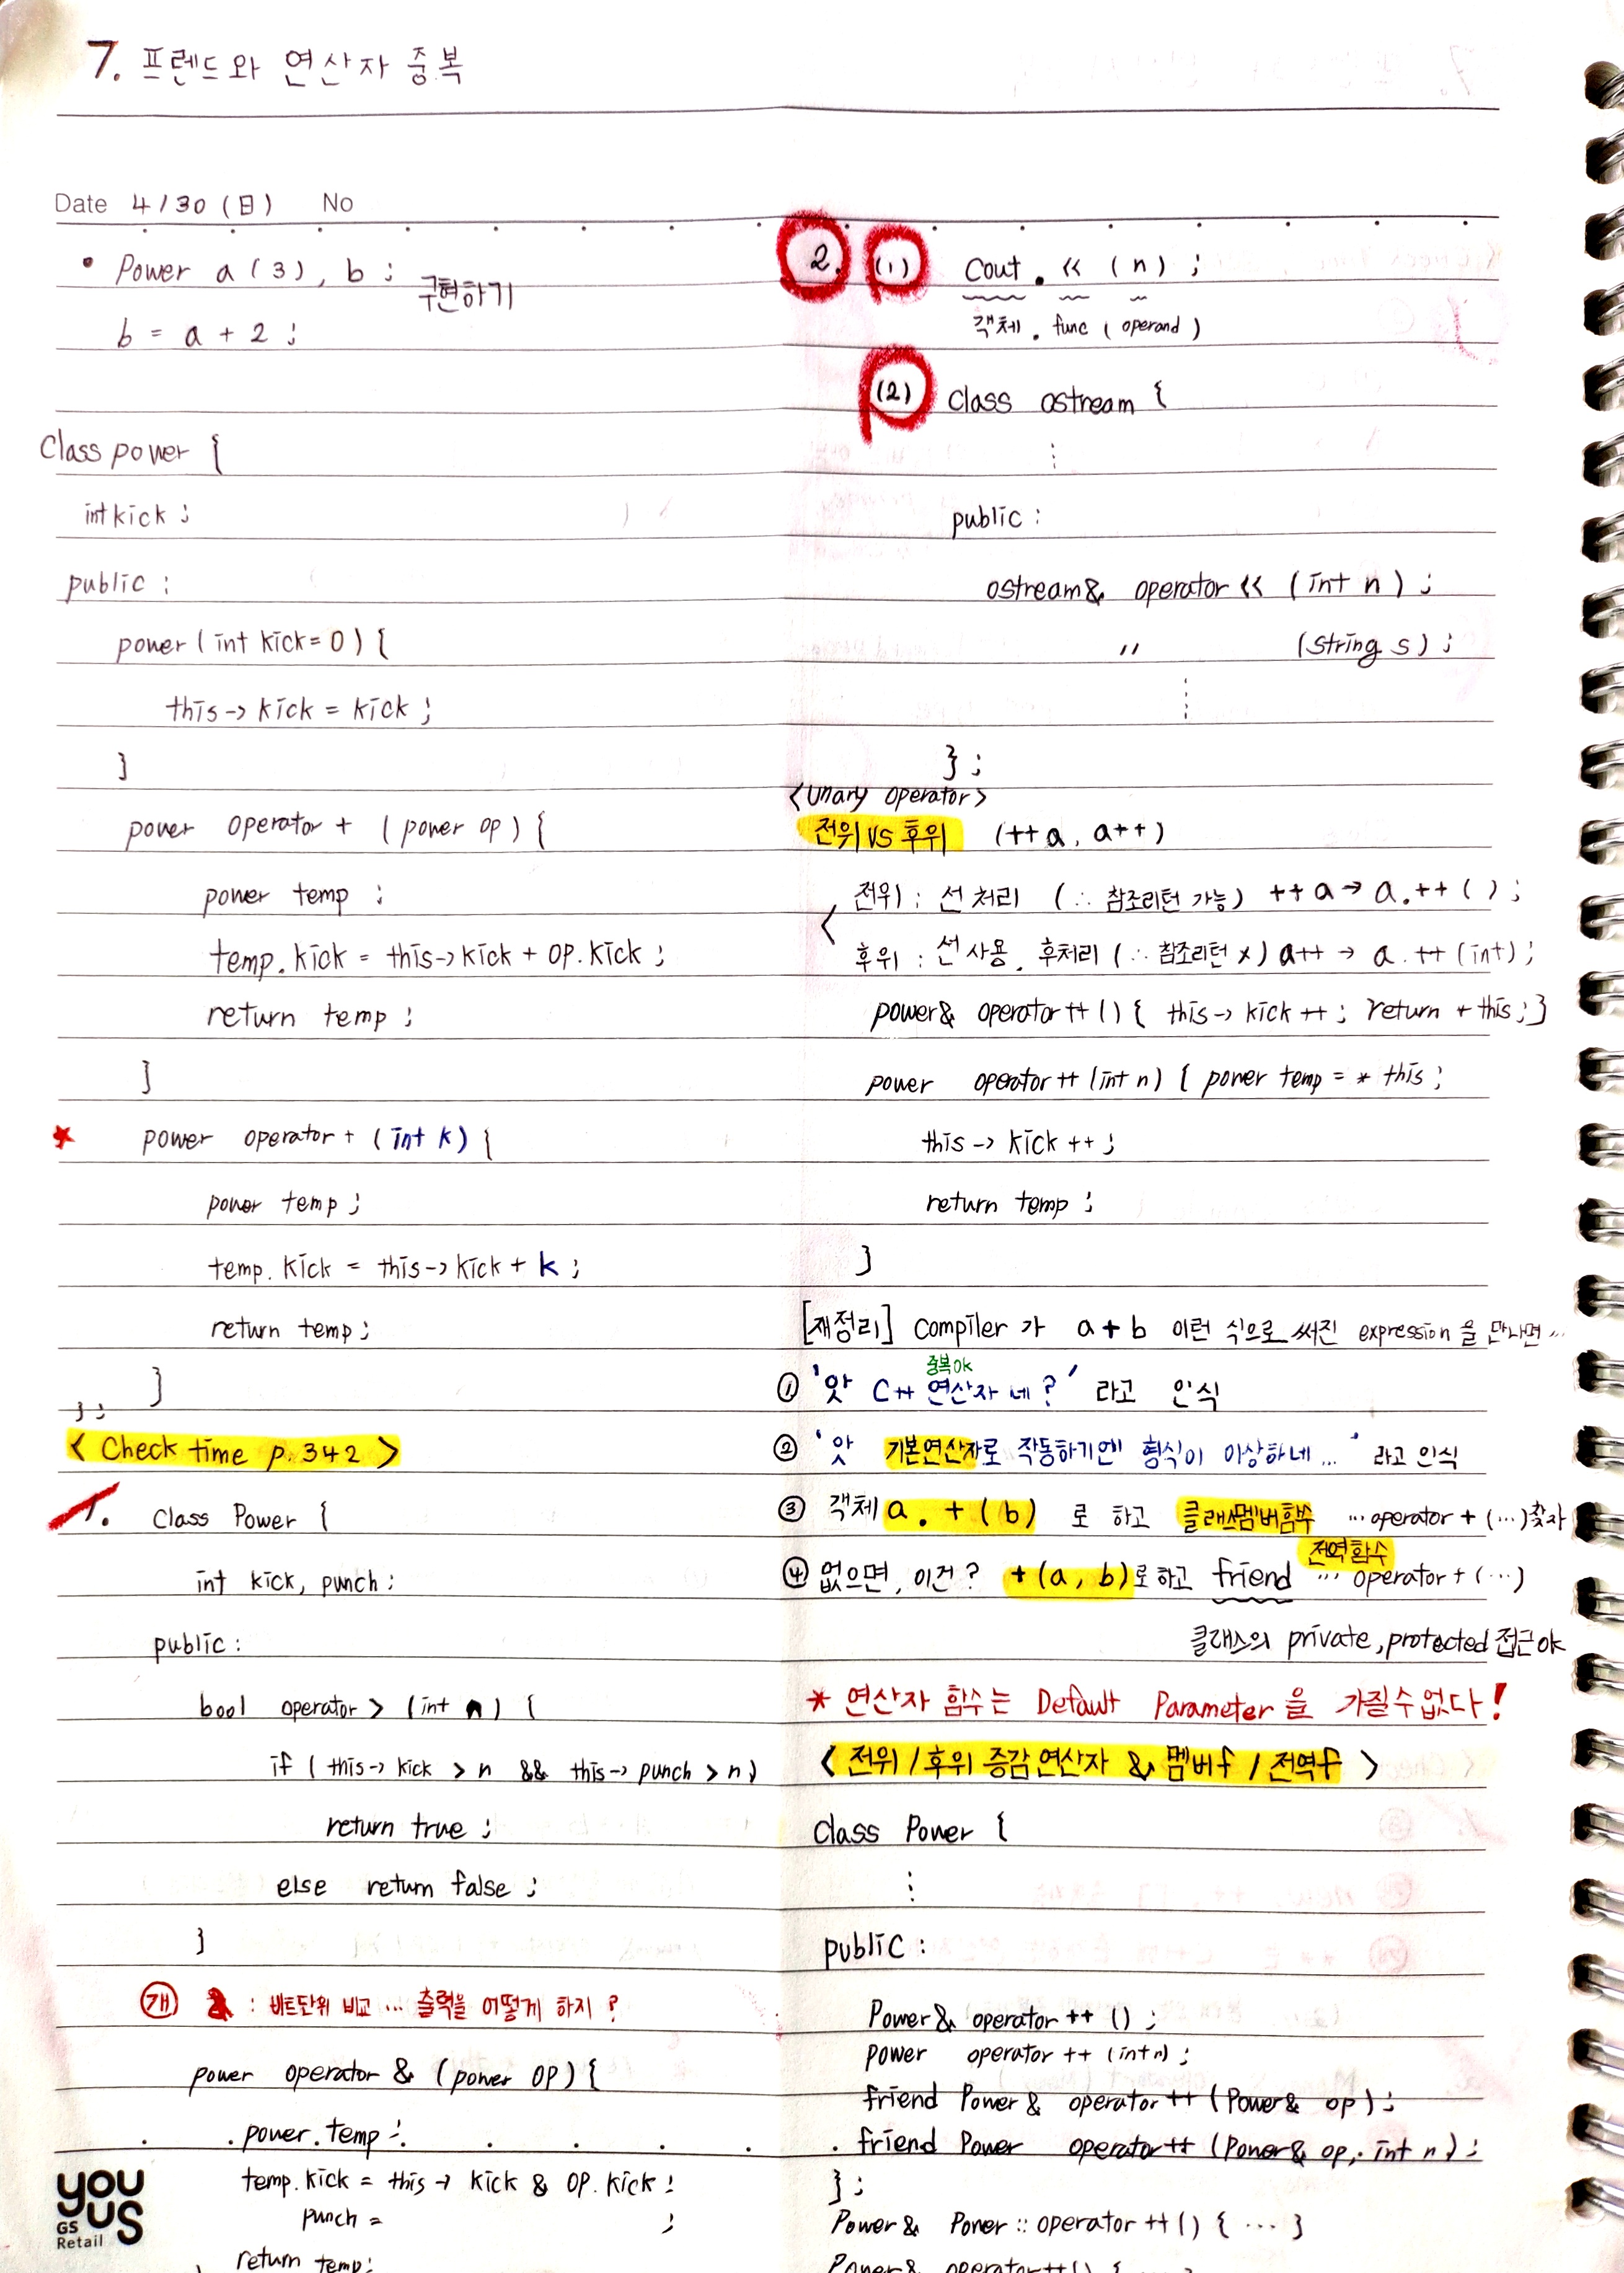 7. 프렌드와 연산자 중복
Date 4/30 (日) No
• Power a (3), b ;
구현하기
b = a + 2 ;
Class power {
int kick ;
public :
power ( int kick = 0 ) {
this -> kick = kick ;
}
power operator + ( power op ) {
power temp ;
temp. kick = this -> kick + op. kick ;
return temp ;
}
★ power operator + ( int k ) {
power temp ;
temp. kick = this -> kick + k ;
return temp ;
}
} ;
< Check time p. 342 >
1. Class Power {
int kick, punch ;
public :
bool operator > ( int n ) {
if ( this -> kick > n && this -> punch > n )
return true ;
else return false ;
}
개 2 : 비트단위 비교 ... 출력을 어떻게 하지 ?
power operator & ( power op ) {
power. temp ;
temp. kick = this -> kick & op. kick ;
punch = ;
return temp ;
you us
GS Retail
2. (1) Cout . << (n) ;
객체 . func ( operand )
(2) class ostream {
⋮
public :
ostream& operator << ( int n ) ;
〃 (string s) ;
⋮
} ;
<Unary operator>
전위 VS 후위 (++a, a++)
전위 : 선 처리 (∴ 참조리턴 가능) ++a → a.++ ( ) ;
후위 : 선 사용. 후처리 (∴ 참조리턴 x) a++ → a. ++ (int) ;
power& operator++ ( ) { this -> kick ++ ; return *this ; }
power operator++ (int n) { power temp = * this ;
this -> kick ++ ;
return temp ;
}
[재정리] compiler 가 a + b 이런 식으로 써진 expression 을 만나면 ...
중복ok
① '앗 C++ 연산자네 ?' 라고 인식
② '앗 기본연산자로 작동하기엔 형식이 이상하네 ...' 라고 인식
③ 객체 a. + (b) 로 하고 클래스멤버함수 ... operator + (...) 찾자
전역함수
④ 없으면, 이건 ? + (a, b) 로 하고 friend ... operator + (...)
클래스의 private, protected 접근 ok
* 연산자 함수는 Default Parameter 을 가질 수 없다 !
< 전위 / 후위 증감 연산자 & 멤버f / 전역f >
class Power {
⋮
public :
Power& operator ++ ( ) ;
power operator ++ (int n) ;
friend Power & operator ++ ( Power& op ) ;
friend Power operator ++ ( Power& op, int n ) ;
} ;
Power& Power :: operator ++ ( ) { ... }
Power& operator++ ( ) { ... }